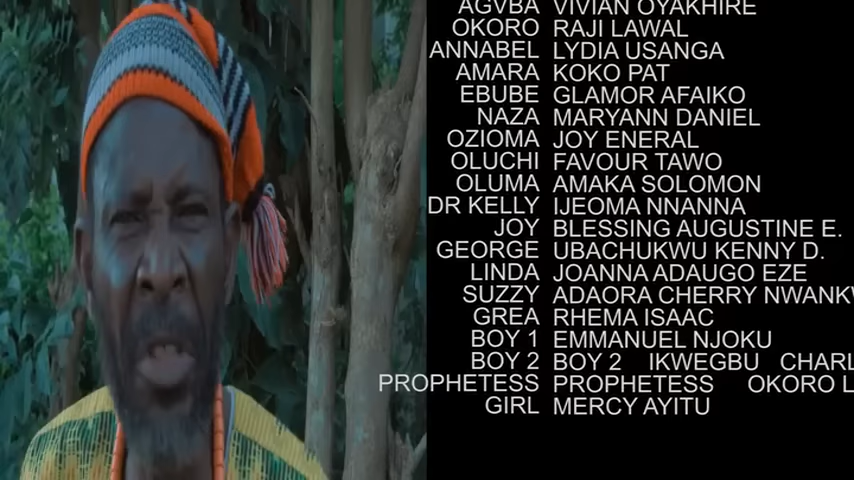 AGVBA VIVIAN OYAKHIRE
OKORO RAJI LAWAL
ANNABEL LYDIA USANGA
AMARA KOKO PAT
EBUBE GLAMOR AFAIKO
NAZA MARYANN DANIEL
OZIOMA JOY ENERAL
OLUCHI FAVOUR TAWO
OLUMA AMAKA SOLOMON
DR KELLY IJEOMA NNANNA
JOY BLESSING AUGUSTINE E.
GEORGE UBACHUKWU KENNY D.
LINDA JOANNA ADAUGO EZE
SUZZY ADAORA CHERRY
GREA RHEMA ISAAC
BOY 1 EMMANUEL NJOKU
BOY 2 BOY 2 IKWEGBU
PROPHETESS PROPHETESS OKORO
GIRL MERCY AYITU